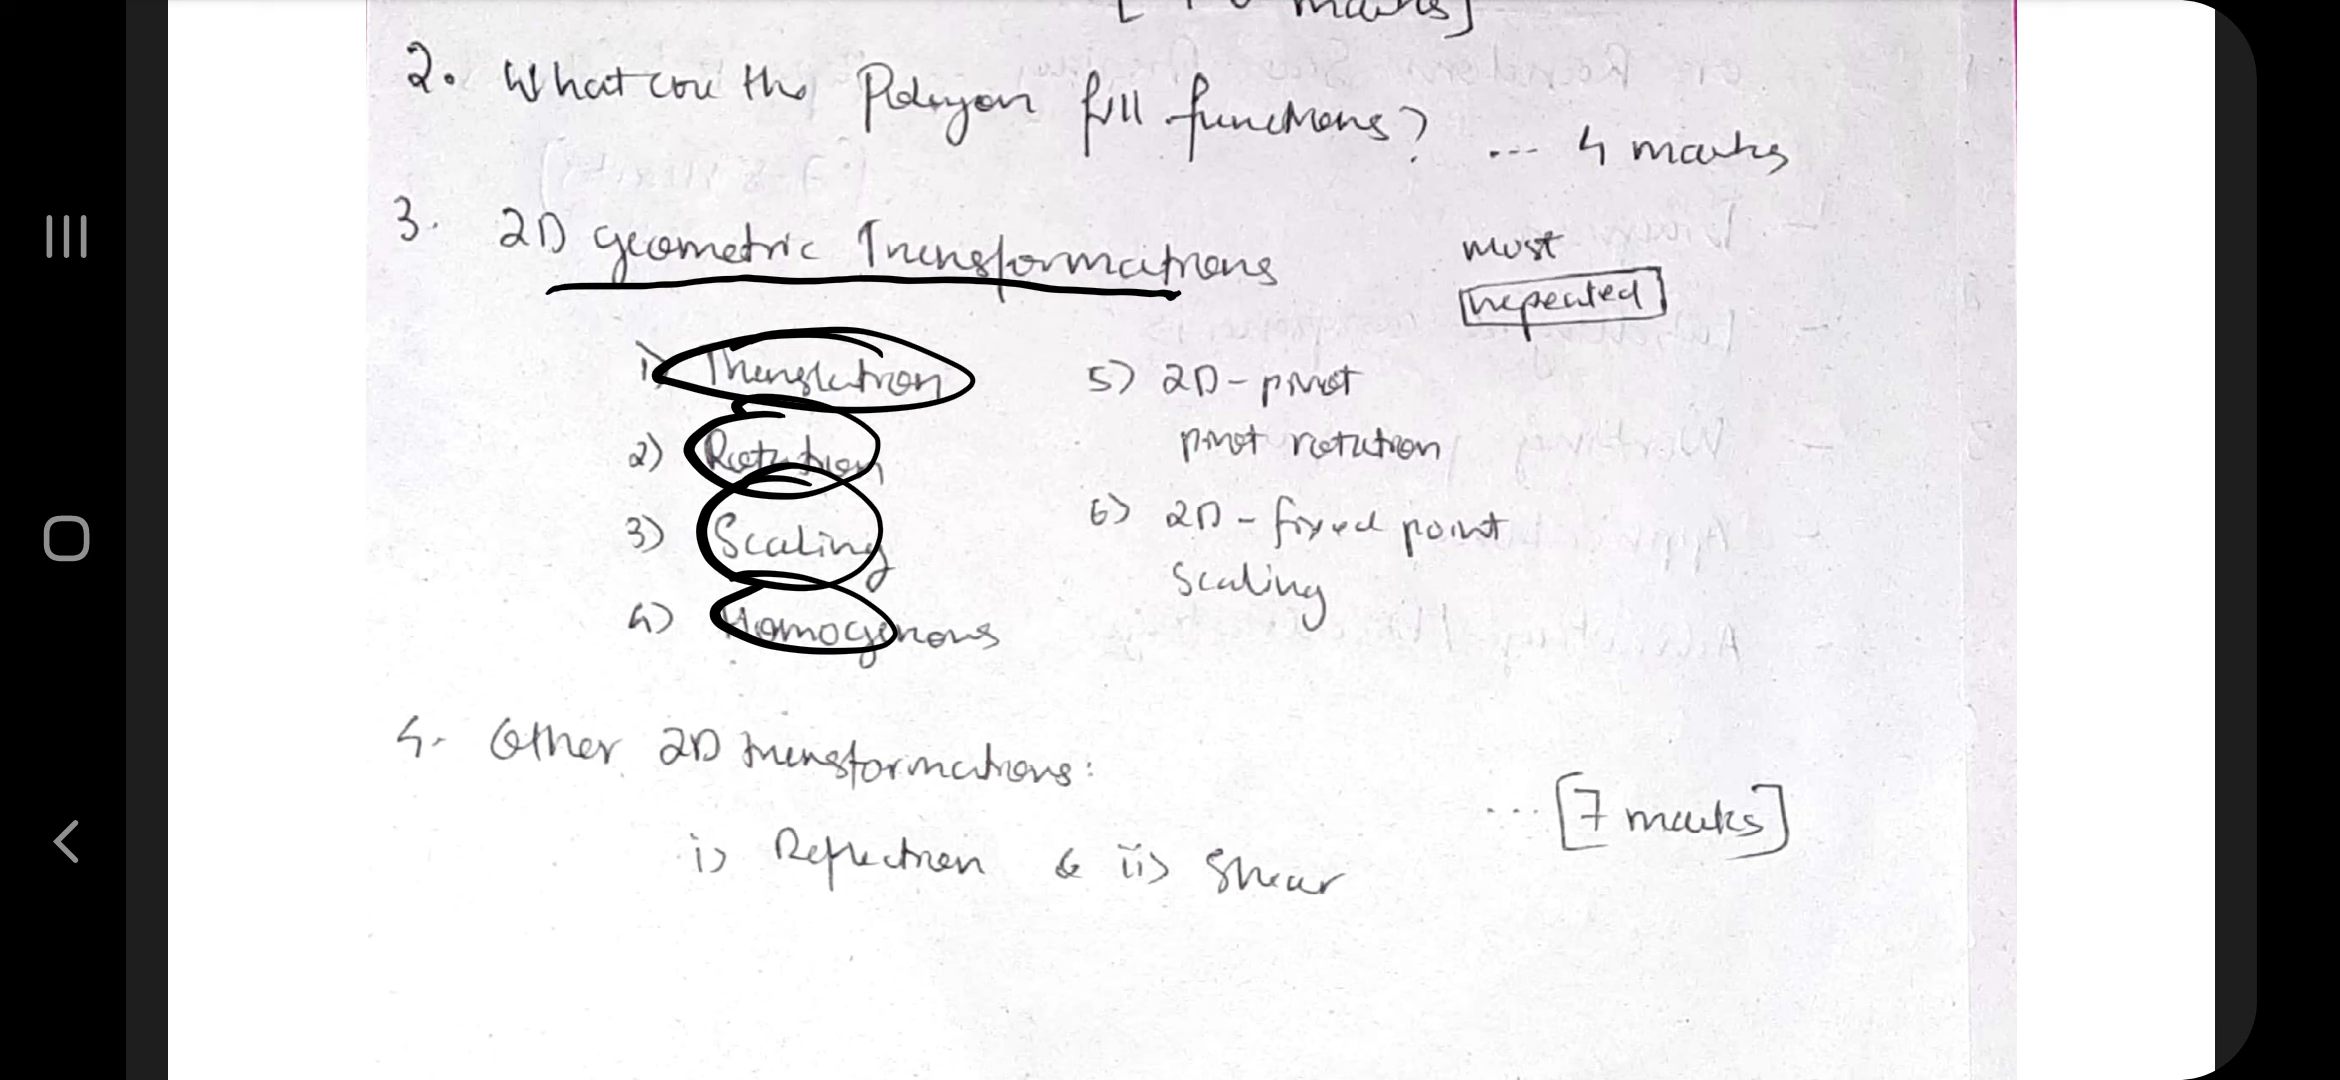 marks]
2. What are the Polygon fill functions? ... 4 marks
3. 2D geometric Transformations
most
repeated
1) Translation
2) Rotation
3) Scaling
4) Homogenous
5) 2D - pivot
pivot rotation
6) 2D - fixed point
Scaling
4. Other 2D transformations:
... [7 marks]
i) Reflection & ii) Shear